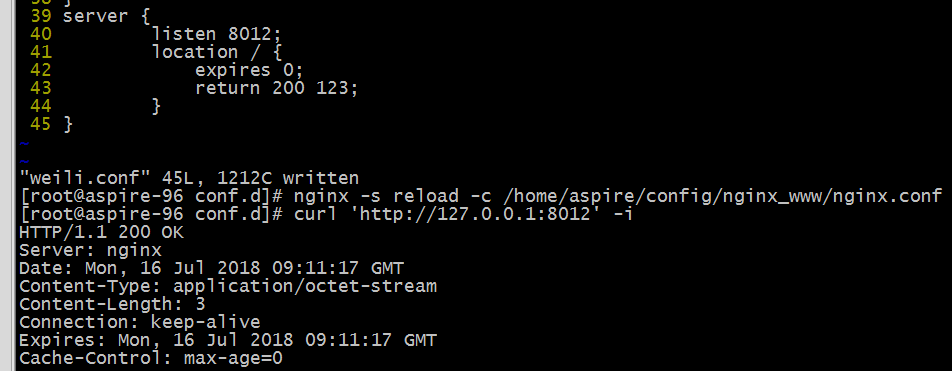 38 }
39 server {
40 listen 8012;
41 location / {
42 expires 0;
43 return 200 123;
44 }
45 }
~
~
"weili.conf" 45L, 1212C written
[root@aspire-96 conf.d]# nginx -s reload -c /home/aspire/config/nginx_www/nginx.conf
[root@aspire-96 conf.d]# curl 'http://127.0.0.1:8012' -i
HTTP/1.1 200 OK
Server: nginx
Date: Mon, 16 Jul 2018 09:11:17 GMT
Content-Type: application/octet-stream
Content-Length: 3
Connection: keep-alive
Expires: Mon, 16 Jul 2018 09:11:17 GMT
Cache-Control: max-age=0